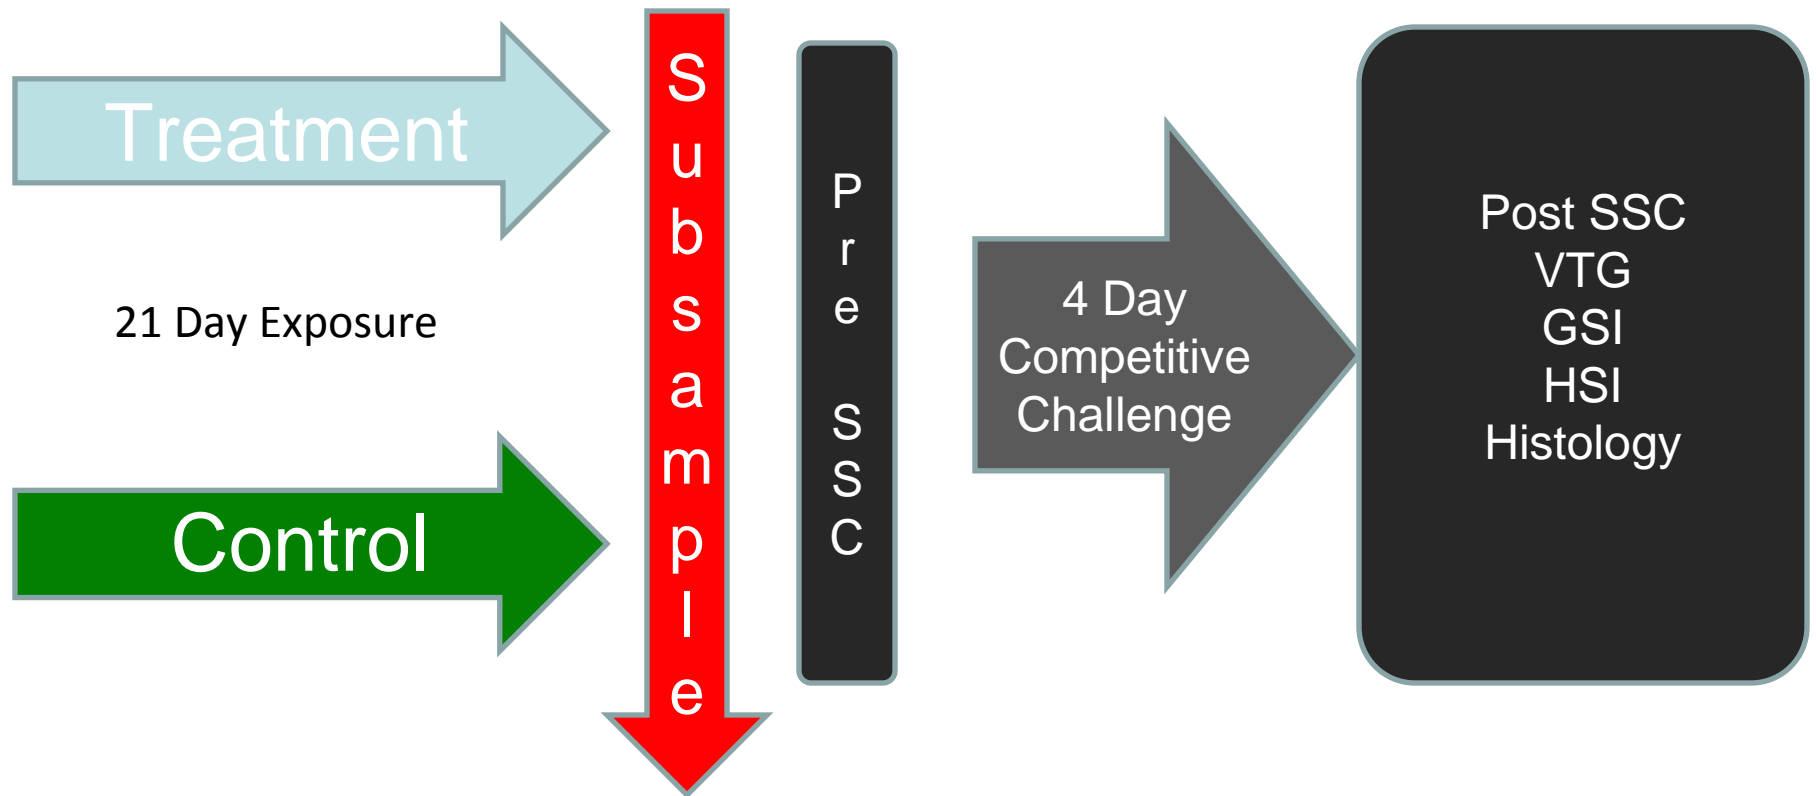 Treatment
21 Day Exposure
Control
Subsample
Pre SSC
4 Day
Competitive
Challenge
Post SSC
VTG
GSI
HSI
Histology